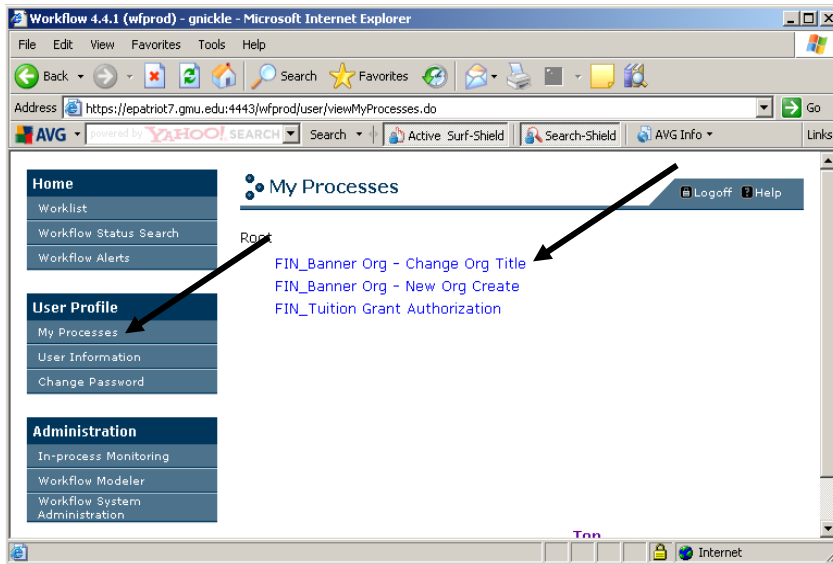 Workflow 4.4.1 (wfprod) - gnickle - Microsoft Internet Explorer
File Edit View Favorites Tools Help
Back Search Favorites
Address https://epatriot7.gmu.edu:4443/wfprod/user/viewMyProcesses.do Go
AVG powered by YAHOO! SEARCH Search Active Surf-Shield Search-Shield AVG Info Links
Home
Worklist
Workflow Status Search
Workflow Alerts
User Profile
My Processes
User Information
Change Password
Administration
In-process Monitoring
Workflow Modeler
Workflow System
Administration
My Processes
Logoff Help
Root
FIN_Banner Org - Change Org Title
FIN_Banner Org - New Org Create
FIN_Tuition Grant Authorization
Top
Internet